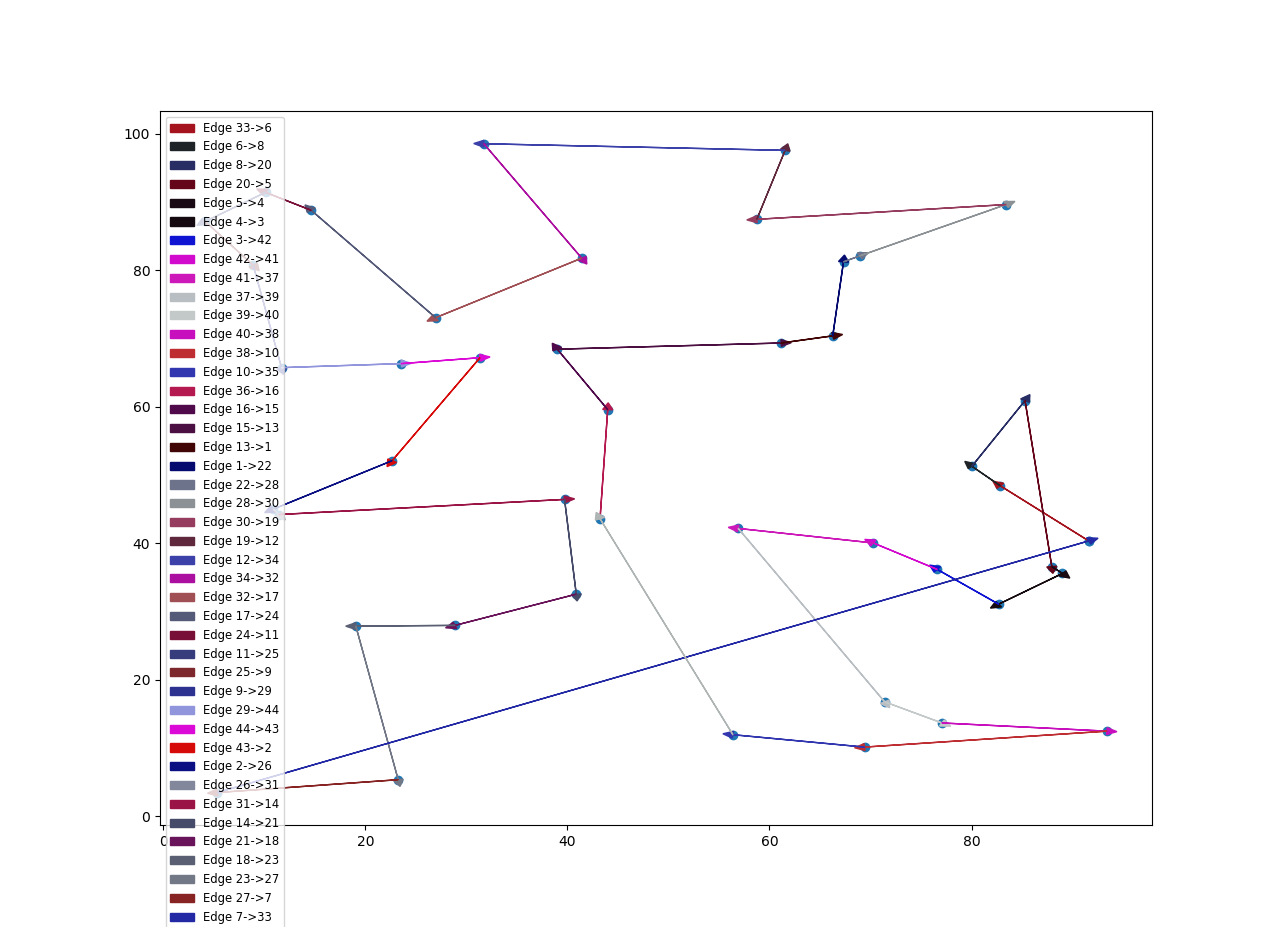 100
80
60
40
20
0
0
20
40
60
80
Edge 33->6
Edge 6->8
Edge 8->20
Edge 20->5
Edge 5->4
Edge 4->3
Edge 3->42
Edge 42->41
Edge 41->37
Edge 37->39
Edge 39->40
Edge 40->38
Edge 38->10
Edge 10->35
Edge 36->16
Edge 16->15
Edge 15->13
Edge 13->1
Edge 1->22
Edge 22->28
Edge 28->30
Edge 30->19
Edge 19->12
Edge 12->34
Edge 34->32
Edge 32->17
Edge 17->24
Edge 24->11
Edge 11->25
Edge 25->9
Edge 9->29
Edge 29->44
Edge 44->43
Edge 43->2
Edge 2->26
Edge 26->31
Edge 31->14
Edge 14->21
Edge 21->18
Edge 18->23
Edge 23->27
Edge 27->7
Edge 7->33